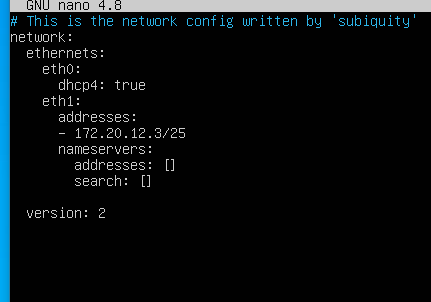 GNU nano 4.8
# This is the network config written by 'subiquity'
network:
  ethernets:
    eth0:
      dhcp4: true
    eth1:
      addresses:
      - 172.20.12.3/25
      nameservers:
        addresses: []
        search: []
  version: 2